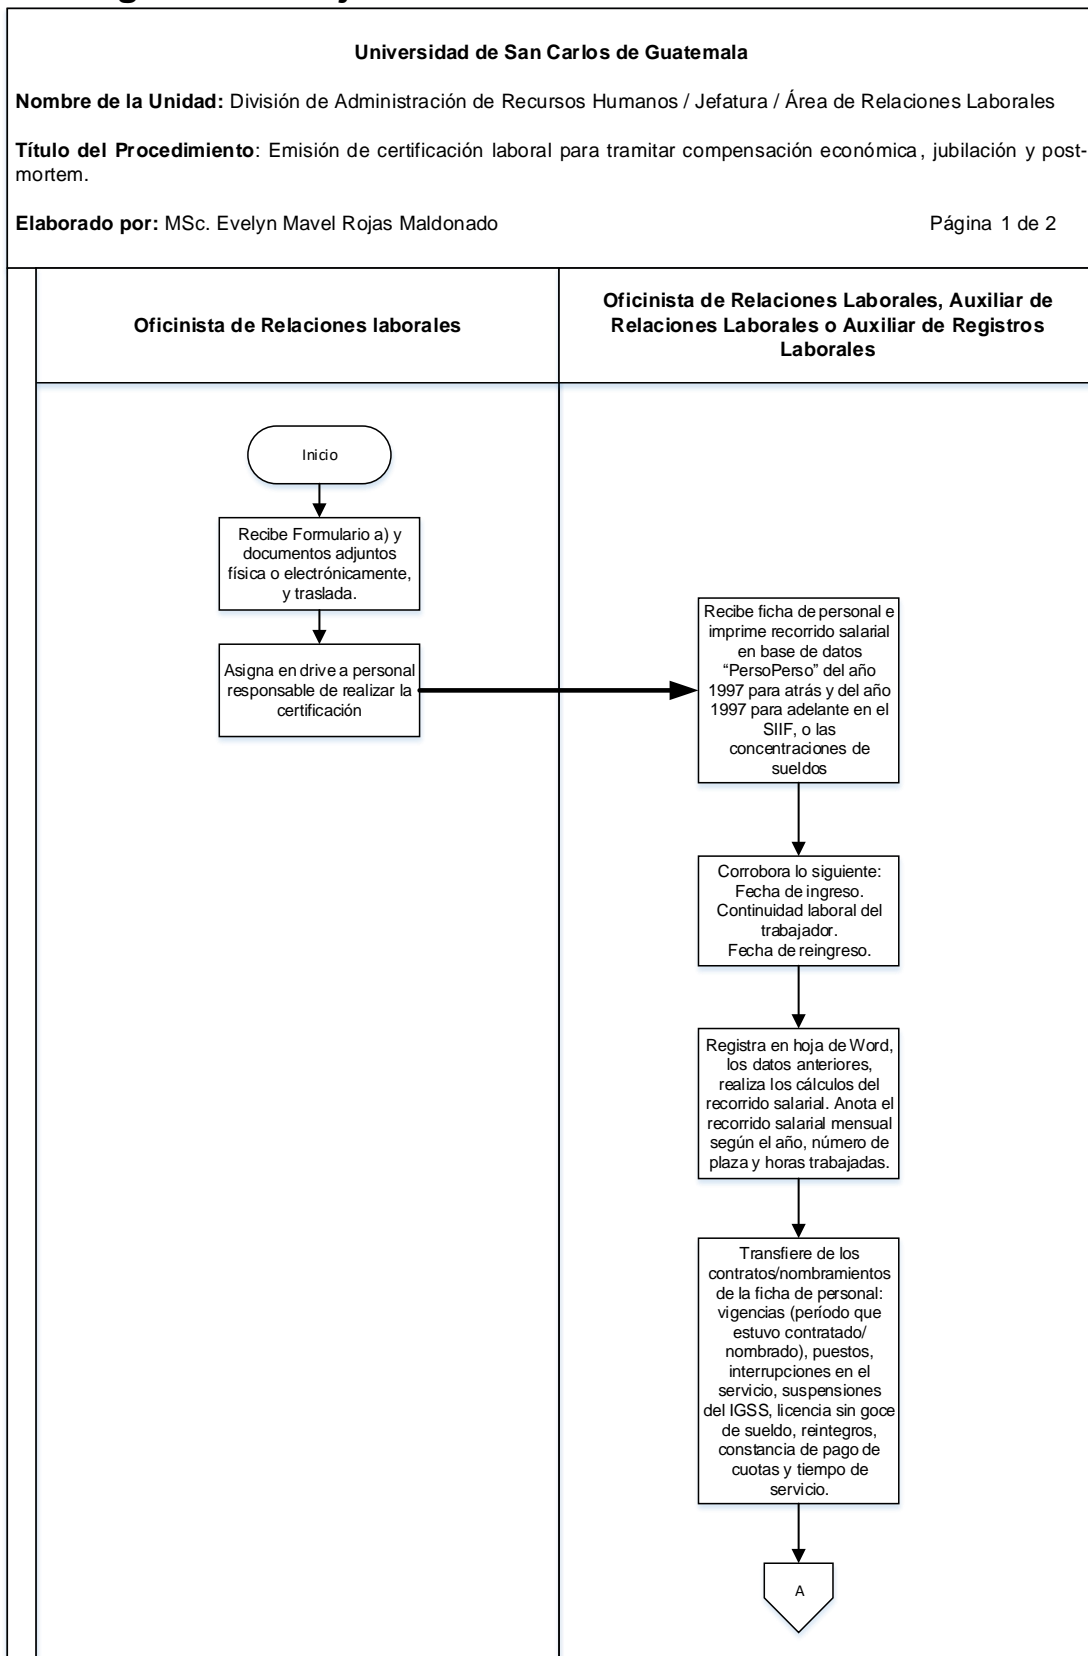 Universidad de San Carlos de Guatemala
Nombre de la Unidad: División de Administración de Recursos Humanos / Jefatura / Área de Relaciones Laborales
Título del Procedimiento: Emisión de certificación laboral para tramitar compensación económica, jubilación y post-
mortem.
Elaborado por: MSc. Evelyn Mavel Rojas Maldonado Página 1 de 2
Oficinista de Relaciones laborales
Oficinista de Relaciones Laborales, Auxiliar de
Relaciones Laborales o Auxiliar de Registros
Laborales
Inicio
Recibe Formulario a) y
documentos adjuntos
física o electrónicamente,
y traslada.
Asigna en drive a personal
responsable de realizar la
certificación
Recibe ficha de personal e
imprime recorrido salarial
en base de datos
“PersoPerso” del año
1997 para atrás y del año
1997 para adelante en el
SIIF, o las
concentraciones de
sueldos
Corrobora lo siguiente:
Fecha de ingreso.
Continuidad laboral del
trabajador.
Fecha de reingreso.
Registra en hoja de Word,
los datos anteriores,
realiza los cálculos del
recorrido salarial. Anota el
recorrido salarial mensual
según el año, número de
plaza y horas trabajadas.
Transfiere de los
contratos/nombramientos
de la ficha de personal:
vigencias (período que
estuvo contratado/
nombrado), puestos,
interrupciones en el
servicio, suspensiones
del IGSS, licencia sin goce
de sueldo, reintegros,
constancia de pago de
cuotas y tiempo de
servicio.
A